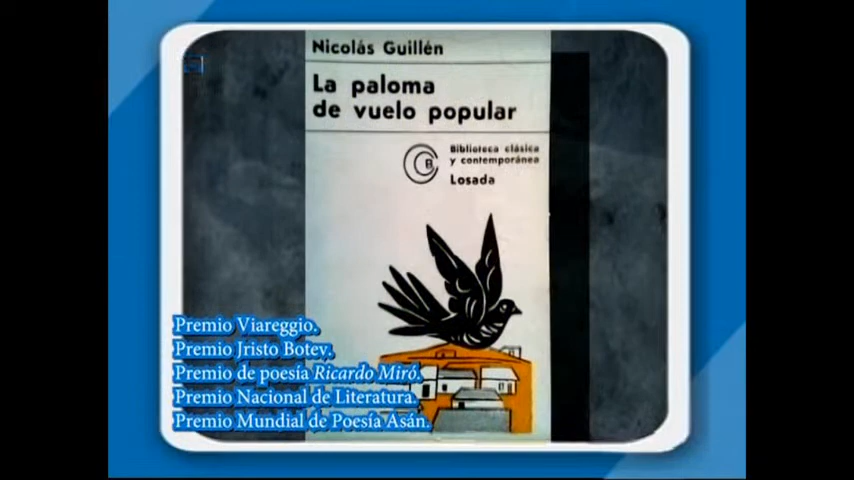 Nicolás Guillén
La paloma
de vuelo popular
Biblioteca clásica
y contemporánea
Losada
Premio Viareggio.
Premio Jristo Botev.
Premio de poesía Ricardo Miró.
Premio Nacional de Literatura.
Premio Mundial de Poesía Asán.